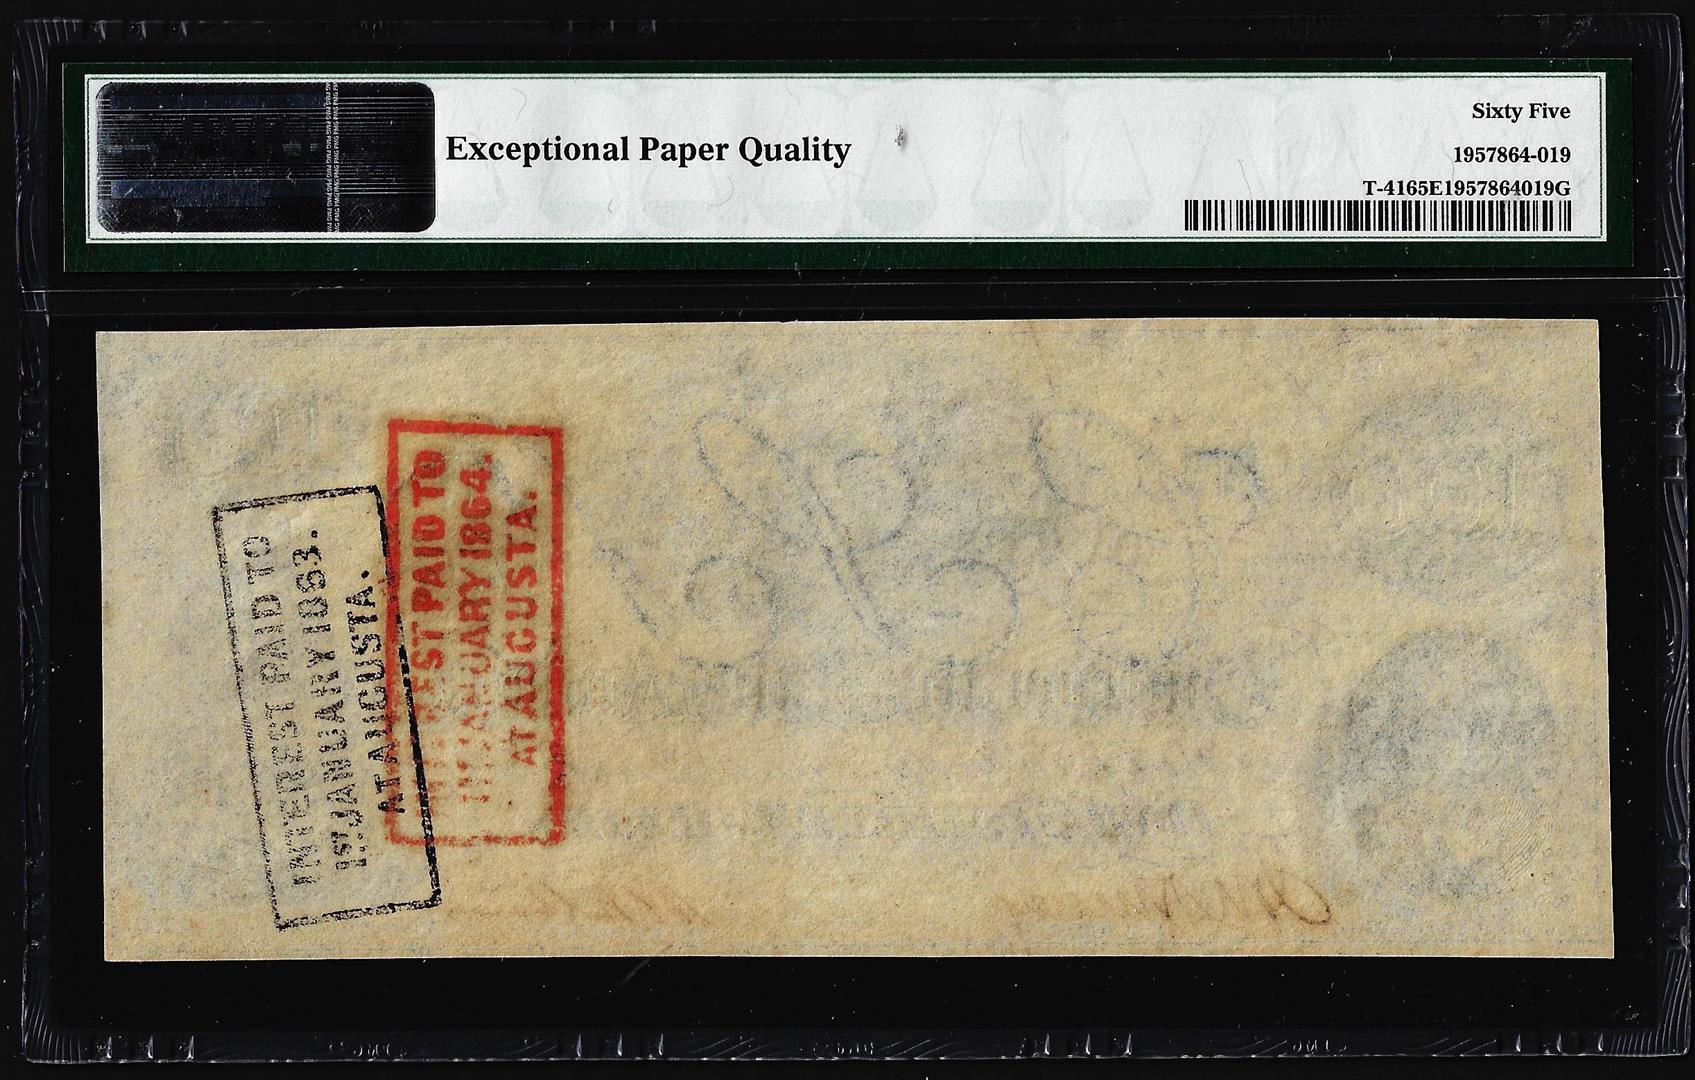 Exceptional Paper Quality
Sixty Five
1957864-019
T-4165E1957864019G
INTEREST PAID TO
1ST JANUARY 1863.
AT AUGUSTA.
INTEREST PAID TO
1ST JANUARY 1864.
AT AUGUSTA.